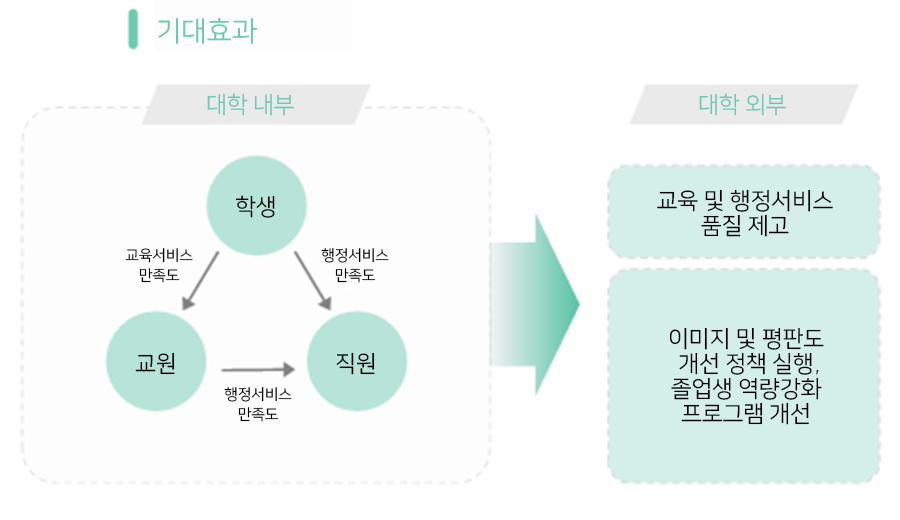 기대효과
대학 내부
학생
교육서비스
만족도
행정서비스
만족도
교원
직원
행정서비스
만족도
대학 외부
교육 및 행정서비스
품질 제고
이미지 및 평판도
개선 정책 실행,
졸업생 역량강화
프로그램 개선